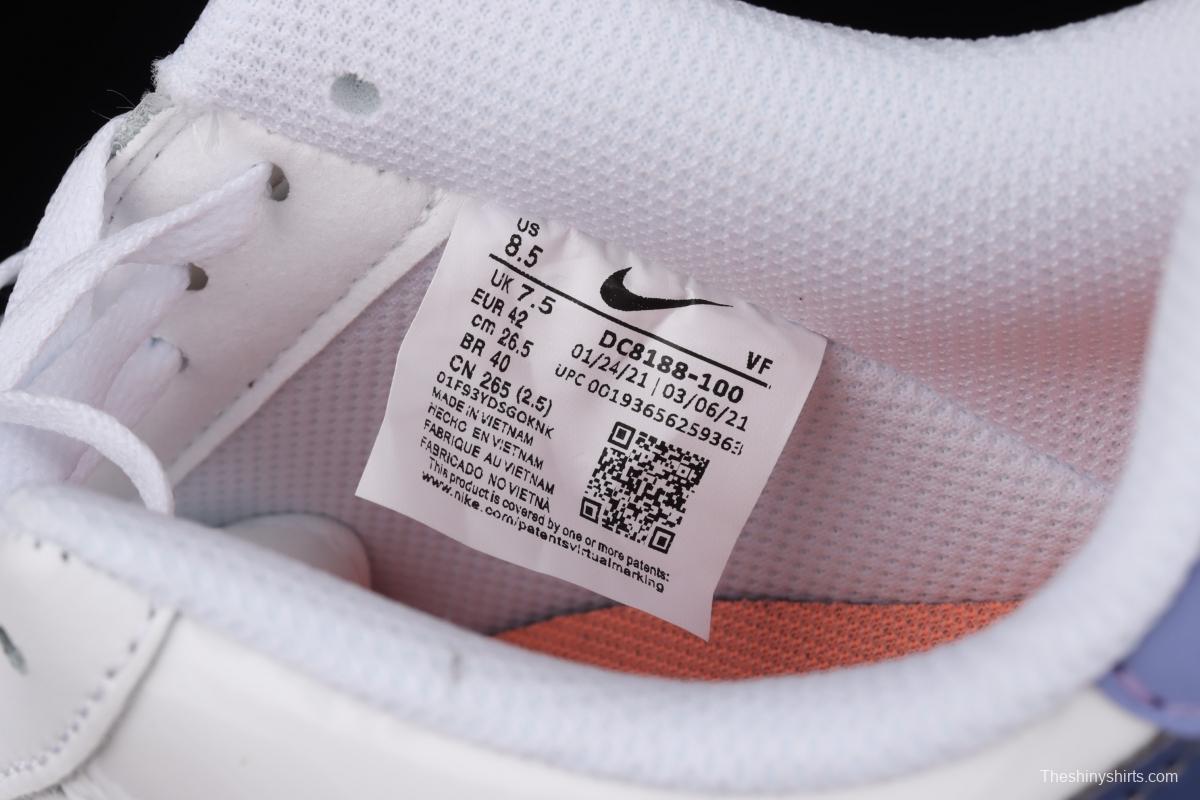 US
8.5
UK 7.5
EUR 42
cm 26.5
BR 40
CN 265 (2.5)
01F93YDSGOKNK
MADE IN VIETNAM
HECHO EN VIETNAM
FABRIQUE AU VIETNAM
FABRICADO NO VIETNÃ
This product is covered by one or more patents:
www.nike.com/patentsvirtualmarking
VF
DC8188-100
01/24/21 | 03/06/21
UPC 00193656259363
Theshinyshirts.com